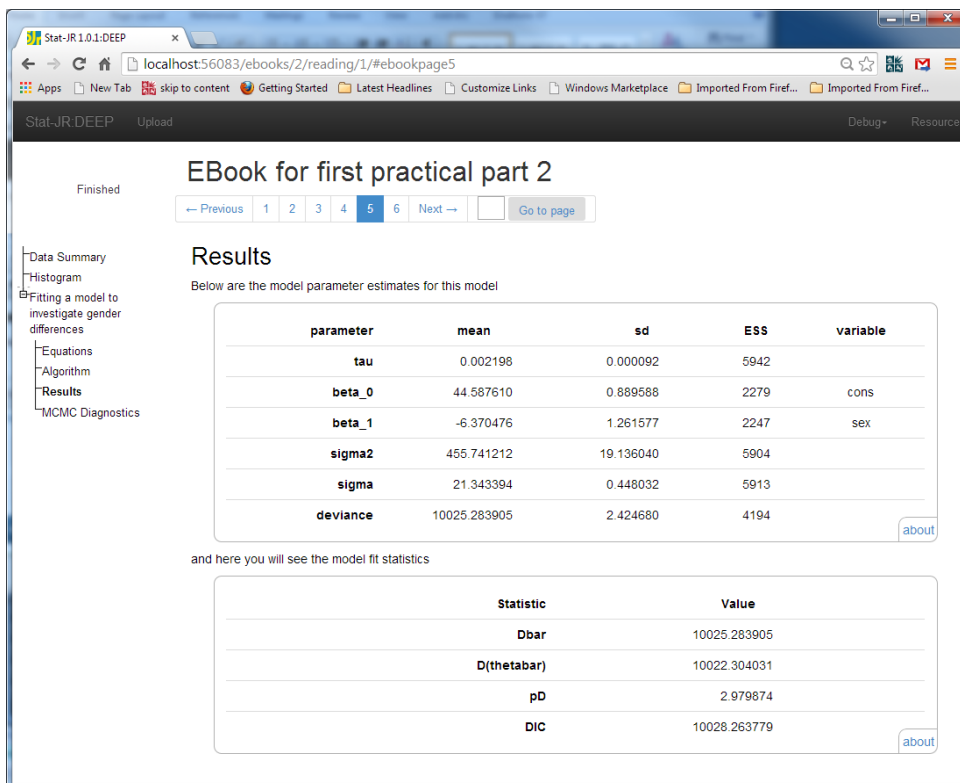 Stat-JR 1.0.1:DEEP
localhost:56083/ebooks/2/reading/1/#ebookpage5
Apps New Tab skip to content Getting Started Latest Headlines Customize Links Windows Marketplace Imported From Firef... Imported From Firef...
Stat-JR:DEEP Upload Debug Resource
Finished
EBook for first practical part 2
← Previous 1 2 3 4 5 6 Next → Go to page
Data Summary
Histogram
Fitting a model to
investigate gender
differences
Equations
Algorithm
Results
MCMC Diagnostics
Results
Below are the model parameter estimates for this model
parameter mean sd ESS variable
tau 0.002198 0.000092 5942
beta_0 44.587610 0.889588 2279 cons
beta_1 -6.370476 1.261577 2247 sex
sigma2 455.741212 19.136040 5904
sigma 21.343394 0.448032 5913
deviance 10025.283905 2.424680 4194
about
and here you will see the model fit statistics
Statistic Value
Dbar 10025.283905
D(thetabar) 10022.304031
pD 2.979874
DIC 10028.263779
about